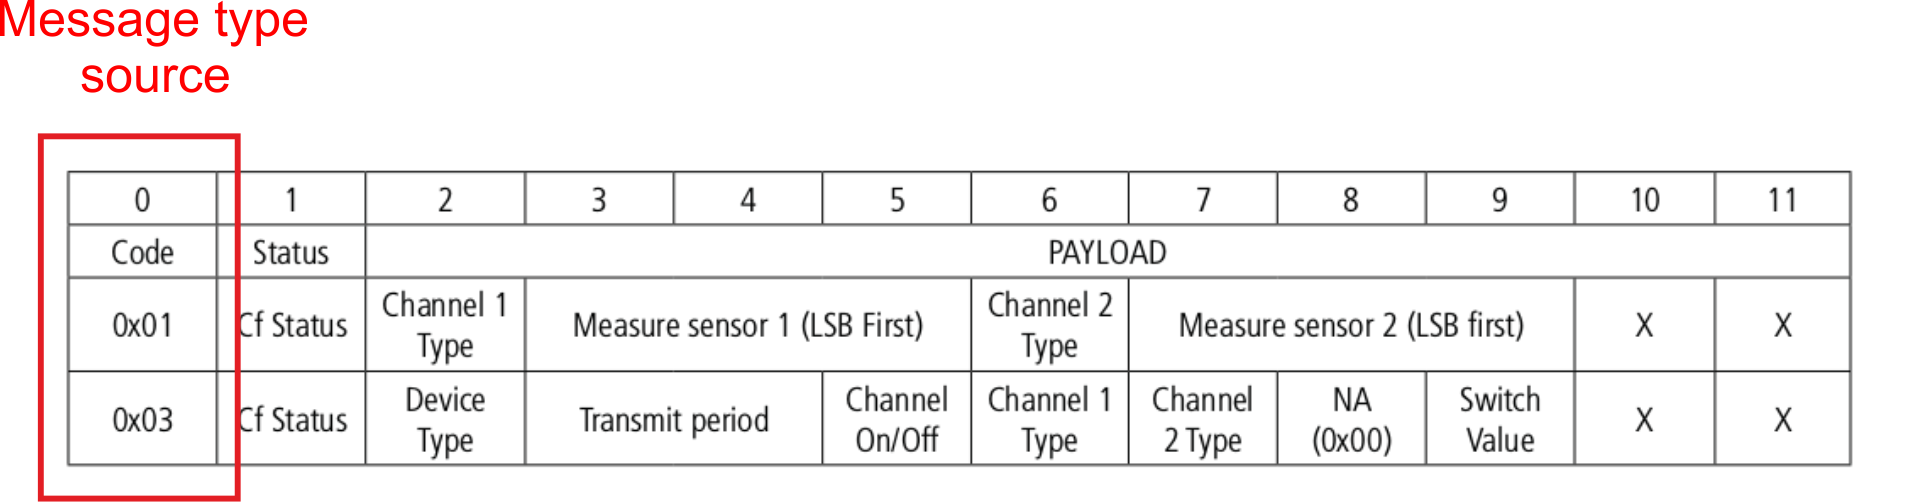 Message type
source
0 1 2 3 4 5 6 7 8 9 10 11
Code Status PAYLOAD
0x01 Cf Status Channel 1 Type Measure sensor 1 (LSB First) Channel 2 Type Measure sensor 2 (LSB first) X X
0x03 Cf Status Device Type Transmit period Channel On/Off Channel 1 Type Channel 2 Type NA (0x00) Switch Value X X